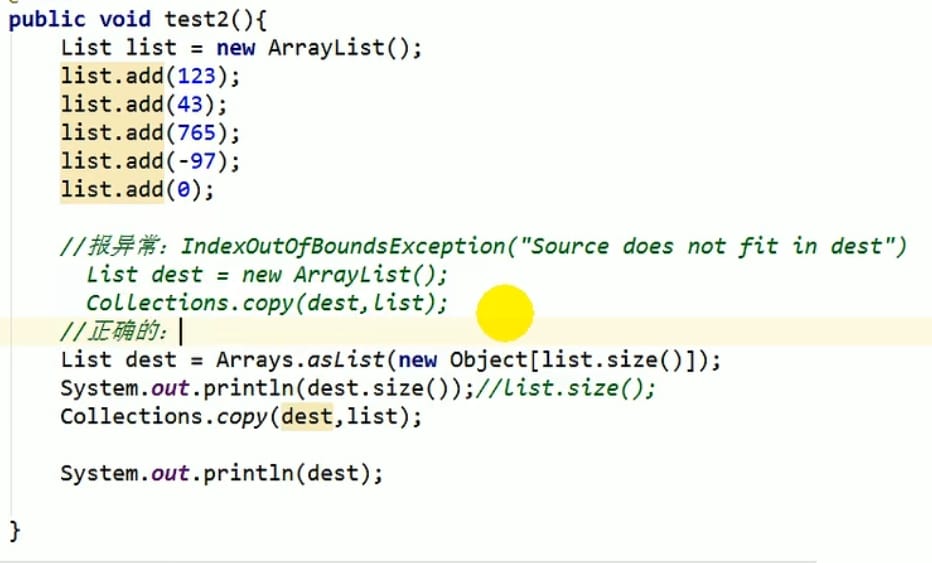 public void test2(){
List list = new ArrayList();
list.add(123);
list.add(43);
list.add(765);
list.add(-97);
list.add(0);
//报异常：IndexOutOfBoundsException("Source does not fit in dest")
List dest = new ArrayList();
Collections.copy(dest,list);
//正确的：
List dest = Arrays.asList(new Object[list.size()]);
System.out.println(dest.size());//list.size();
Collections.copy(dest,list);
System.out.println(dest);
}